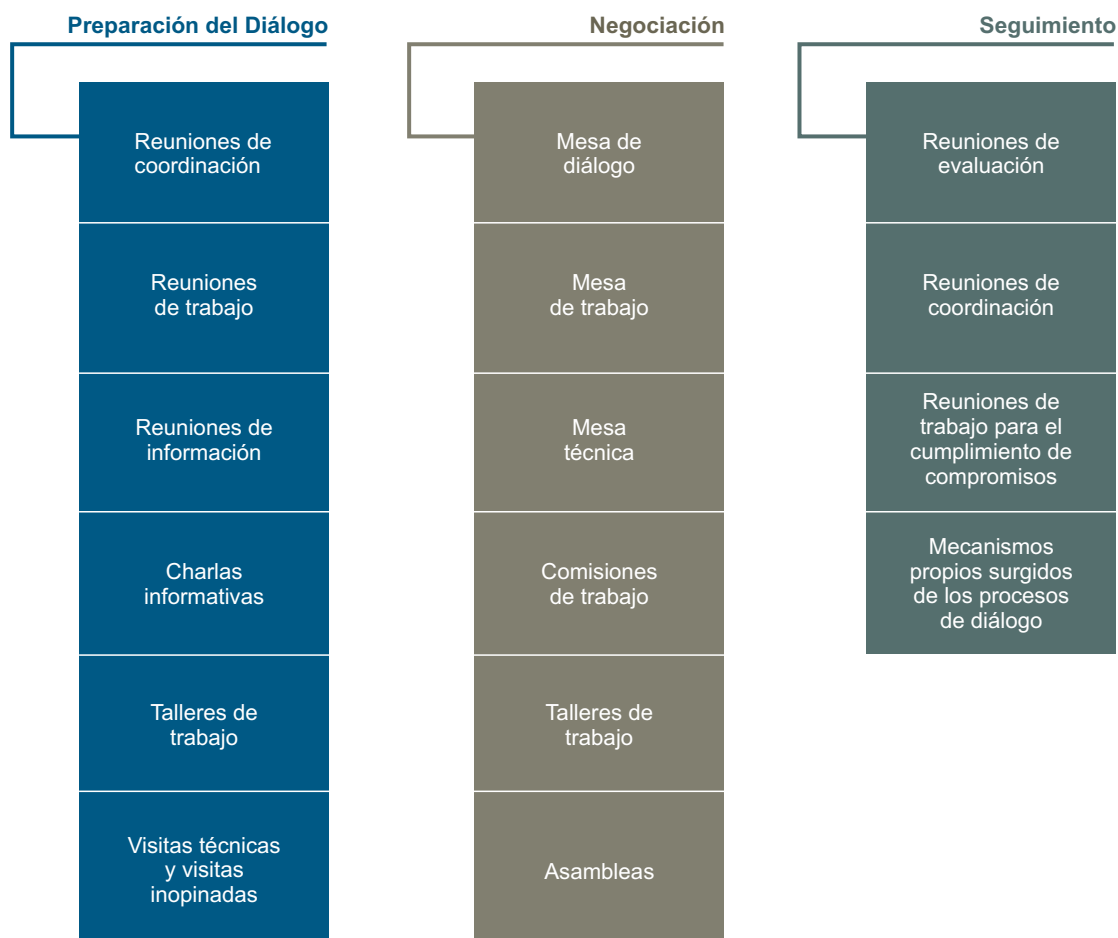 Preparación del Diálogo
Reuniones de
coordinación
Reuniones
de trabajo
Reuniones de
información
Charlas
informativas
Talleres de
trabajo
Visitas técnicas
y visitas
inopinadas
Negociación
Mesa de
diálogo
Mesa
de trabajo
Mesa
técnica
Comisiones
de trabajo
Talleres de
trabajo
Asambleas
Seguimiento
Reuniones de
evaluación
Reuniones de
coordinación
Reuniones de
trabajo para el
cumplimiento de
compromisos
Mecanismos
propios surgidos
de los procesos
de diálogo